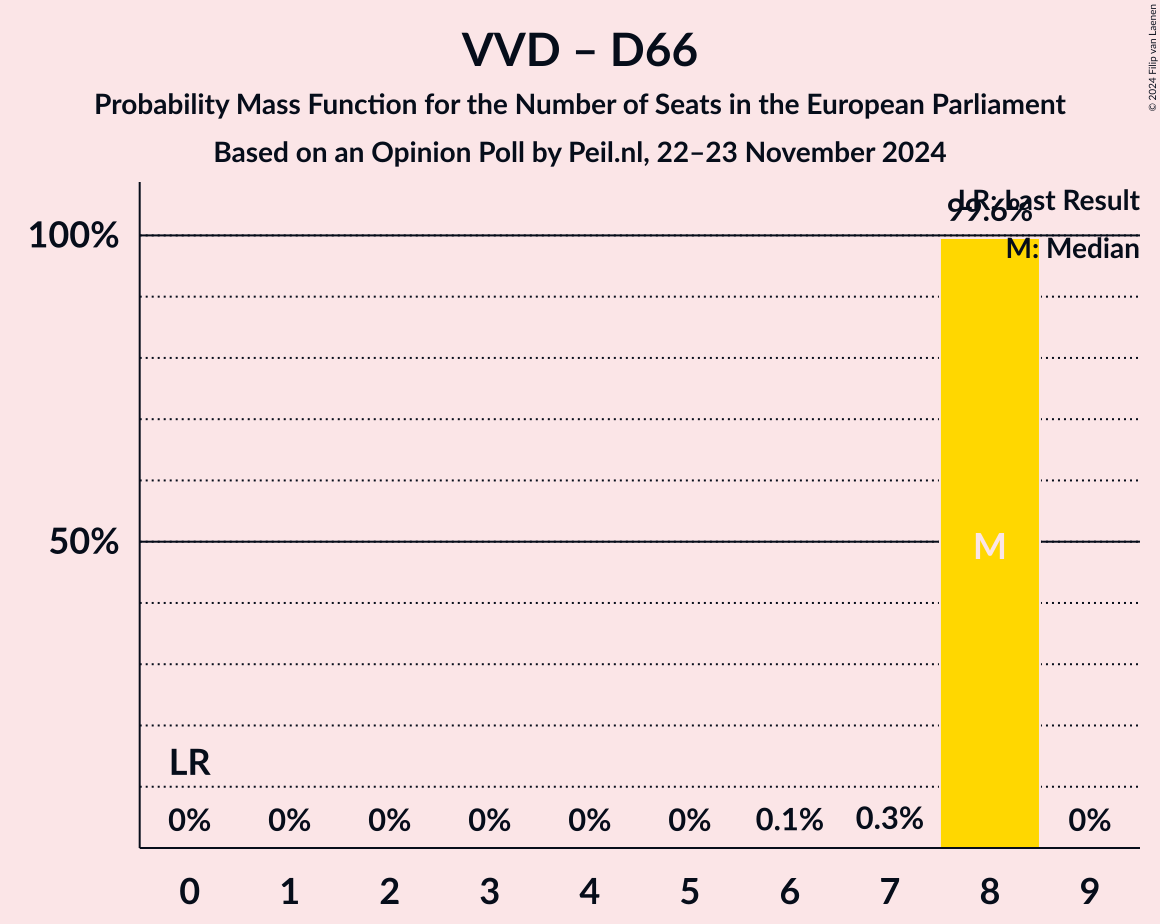 VVD – D66
Probability Mass Function for the Number of Seats in the European Parliament
Based on an Opinion Poll by Peil.nl, 22–23 November 2024
© 2024 Filip van Laenen
LR: Last Result
99.6%
M: Median
100%
50%
M
LR
0% 0% 0% 0% 0% 0% 0.1% 0.3% 0%
0 1 2 3 4 5 6 7 8 9